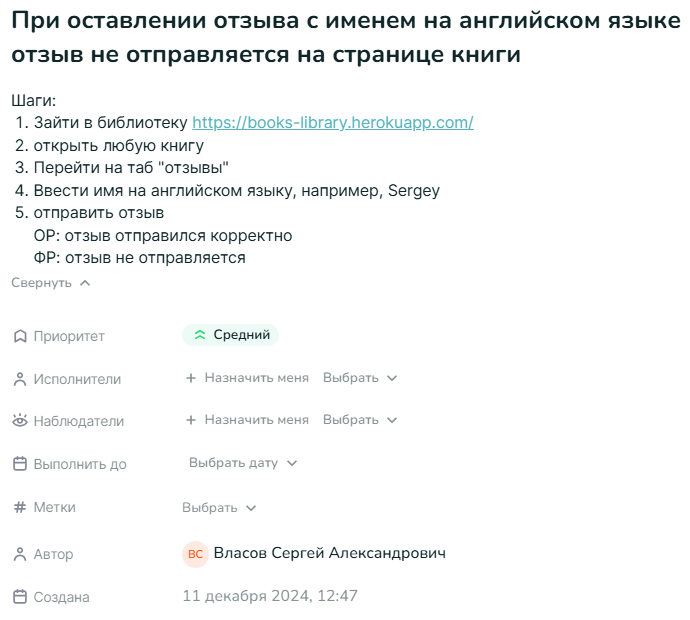 При оставлении отзыва с именем на английском языке
отзыв не отправляется на странице книги
Шаги:
1. Зайти в библиотеку https://books-library.herokuapp.com/
2. открыть любую книгу
3. Перейти на таб "отзывы"
4. Ввести имя на английском языку, например, Sergey
5. отправить отзыв
ОР: отзыв отправился корректно
ФР: отзыв не отправляется
Свернуть
Приоритет Средний
Исполнители + Назначить меня Выбрать
Наблюдатели + Назначить меня Выбрать
Выполнить до Выбрать дату
# Метки Выбрать
Автор ВС Власов Сергей Александрович
Создана 11 декабря 2024, 12:47